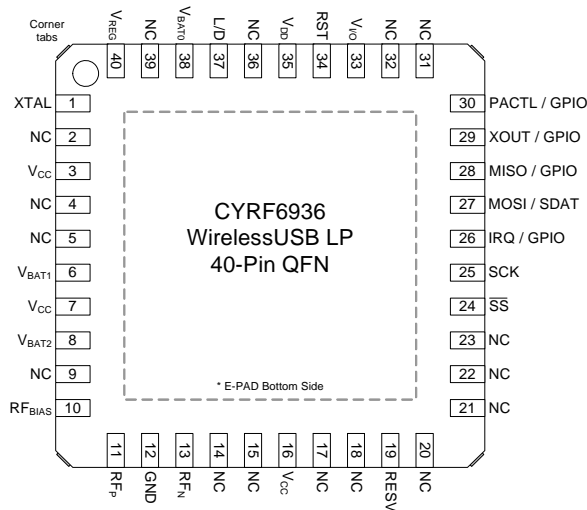 Corner
tabs
VREG
NC
VBAT0
L/D
NC
VDD
RST
VI/O
NC
NC
40
39
38
37
36
35
34
33
32
31
XTAL 1
NC 2
VCC 3
NC 4
NC 5
VBAT1 6
VCC 7
VBAT2 8
NC 9
RFBIAS 10
CYRF6936
WirelessUSB LP
40-Pin QFN
* E-PAD Bottom Side
30 PACTL / GPIO
29 XOUT / GPIO
28 MISO / GPIO
27 MOSI / SDAT
26 IRQ / GPIO
25 SCK
24 S̅S̅
23 NC
22 NC
21 NC
11
12
13
14
15
16
17
18
19
20
RFP
GND
RFN
NC
NC
VCC
NC
NC
RESV
NC